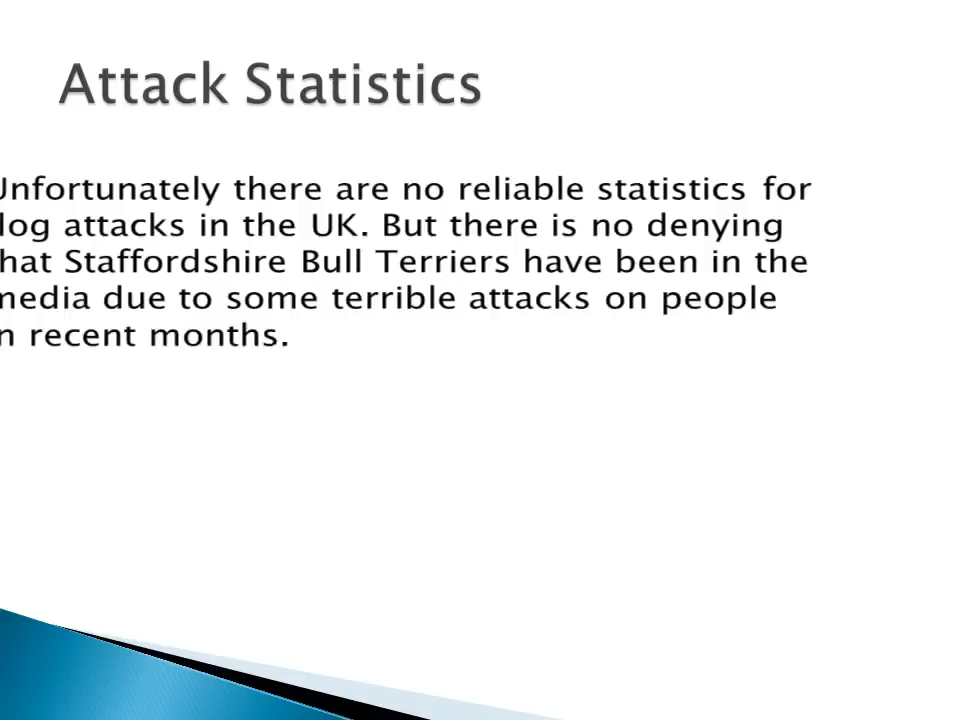 Attack Statistics
Unfortunately there are no reliable statistics for
dog attacks in the UK. But there is no denying
that Staffordshire Bull Terriers have been in the
media due to some terrible attacks on people
in recent months.